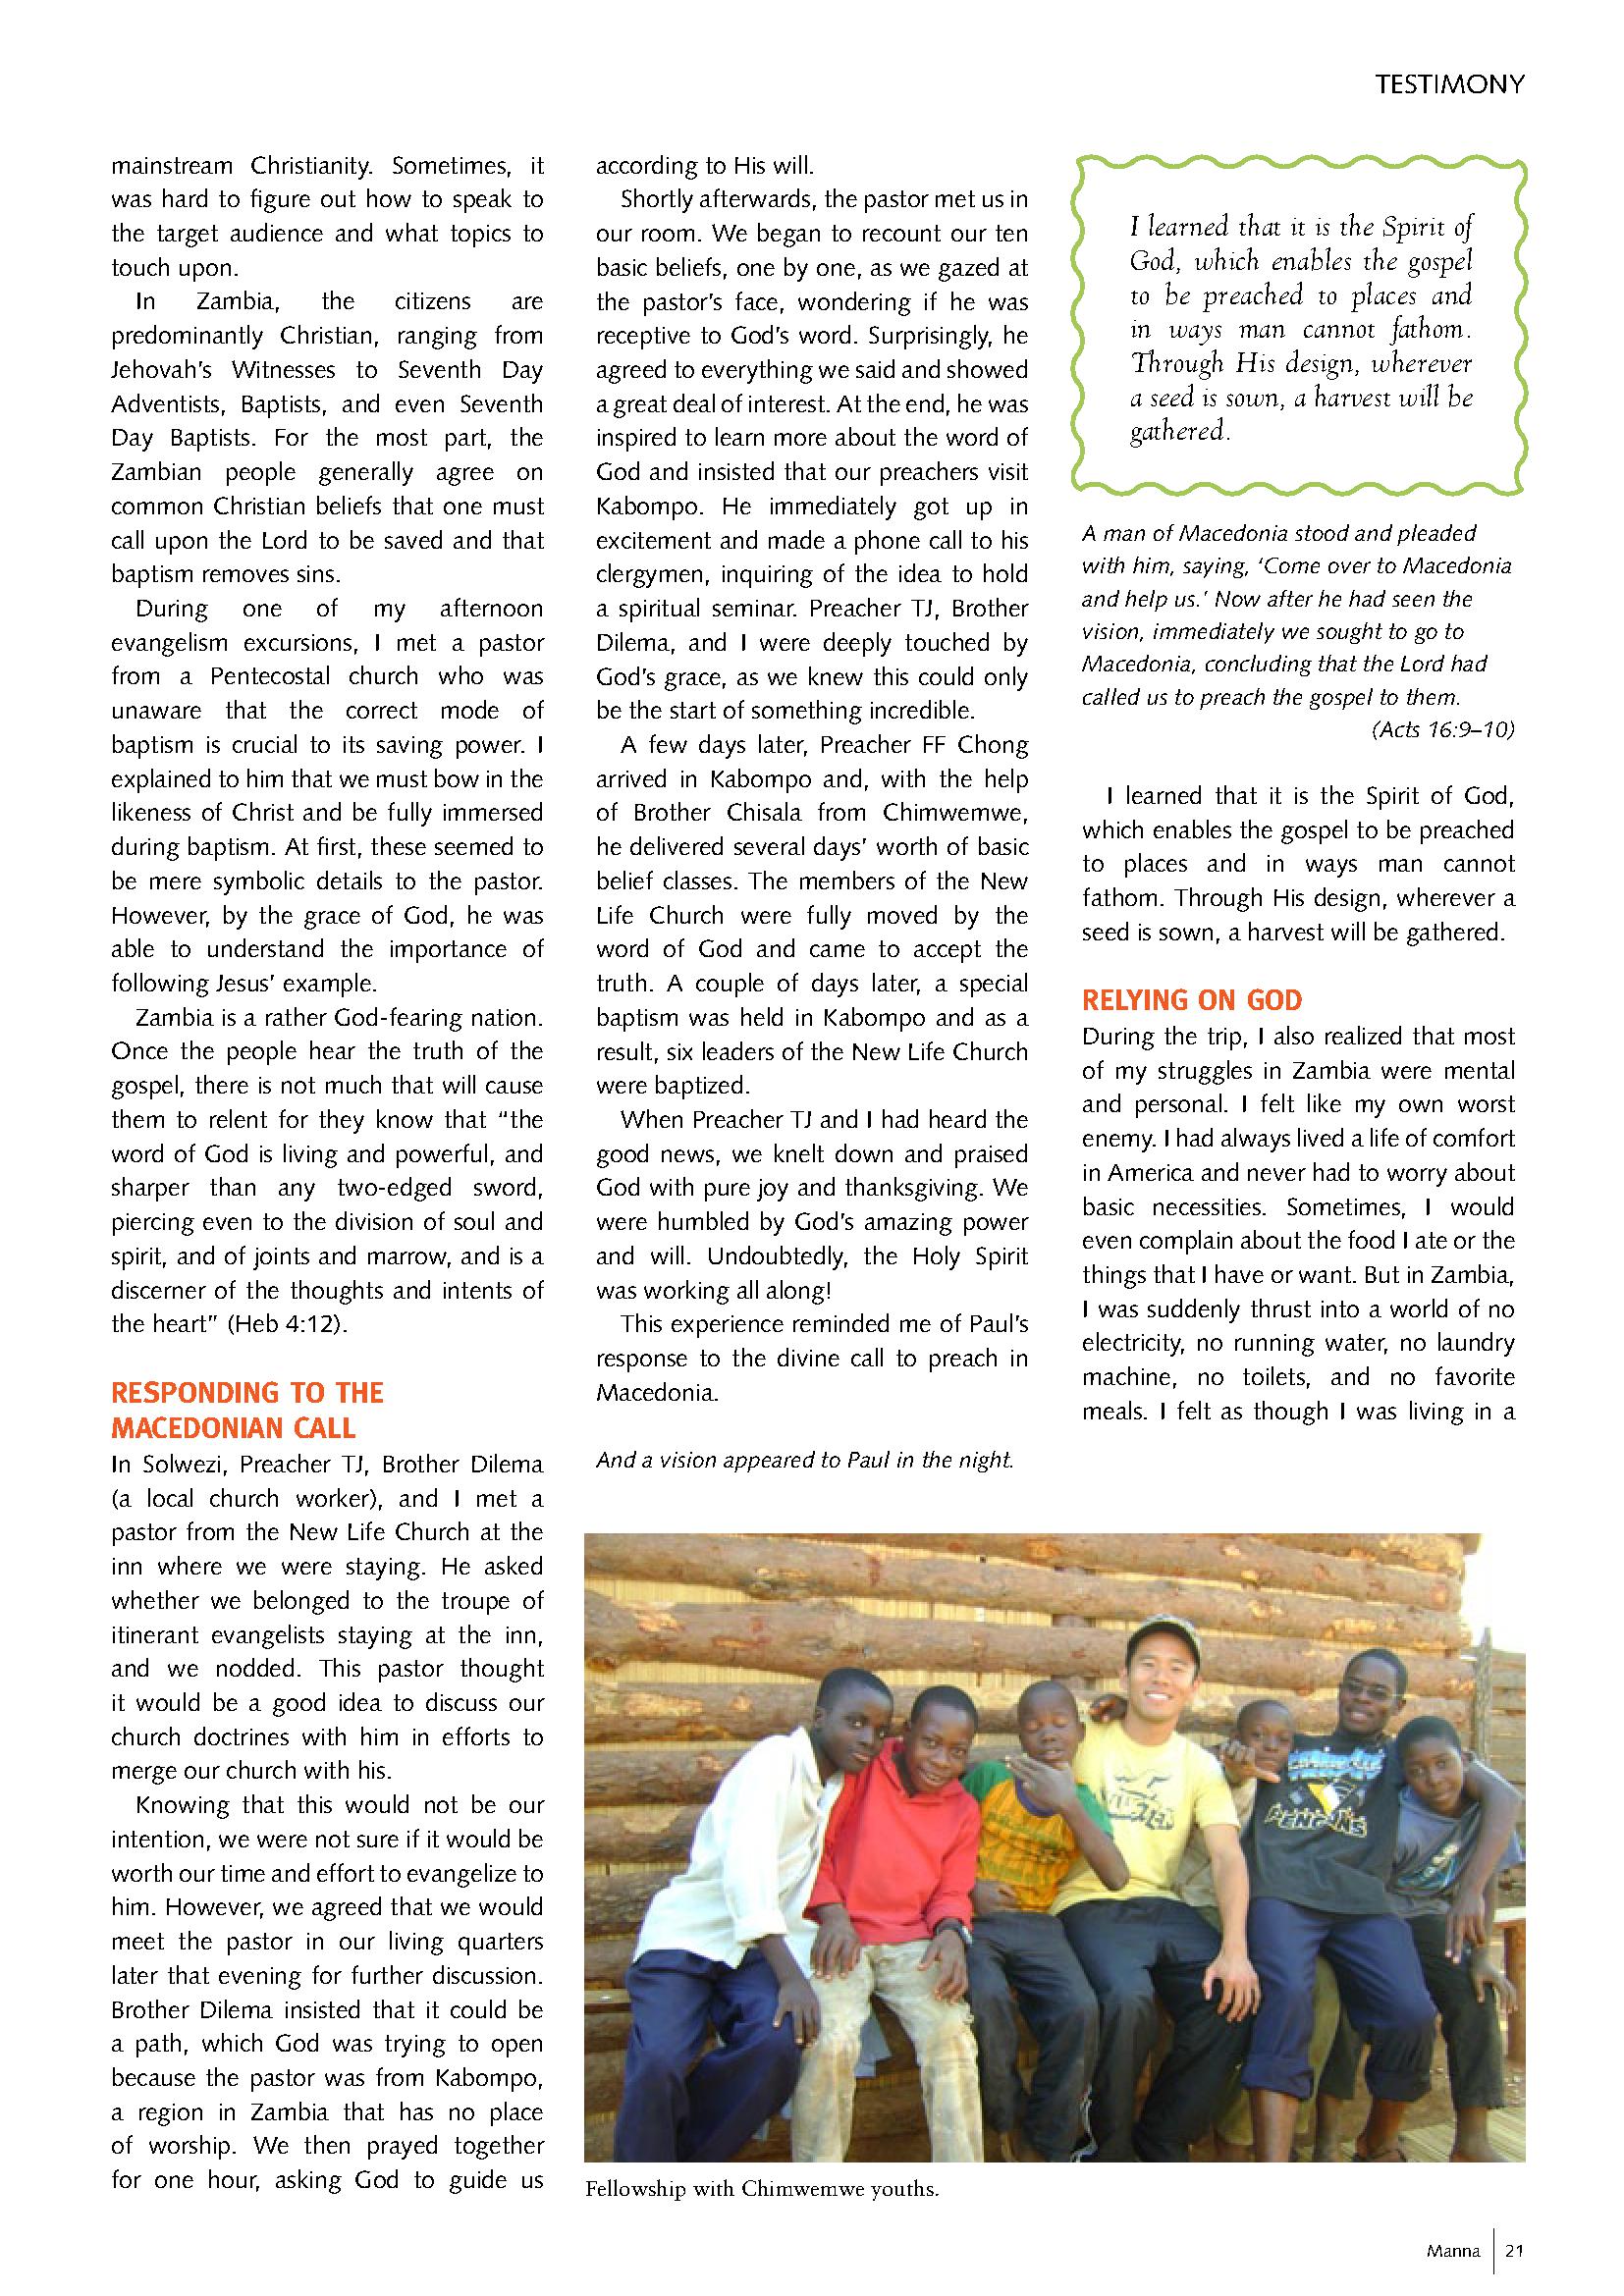 TESTIMONY
mainstream Christianity. Sometimes, it
was hard to figure out how to speak to
the target audience and what topics to
touch upon.
In Zambia, the citizens are
predominantly Christian, ranging from
Jehovah's Witnesses to Seventh Day
Adventists, Baptists, and even Seventh
Day Baptists. For the most part, the
Zambian people generally agree on
common Christian beliefs that one must
call upon the Lord to be saved and that
baptism removes sins.
During one of my afternoon
evangelism excursions, I met a pastor
from a Pentecostal church who was
unaware that the correct mode of
baptism is crucial to its saving power. I
explained to him that we must bow in the
likeness of Christ and be fully immersed
during baptism. At first, these seemed to
be mere symbolic details to the pastor.
However, by the grace of God, he was
able to understand the importance of
following Jesus' example.
Zambia is a rather God-fearing nation.
Once the people hear the truth of the
gospel, there is not much that will cause
them to relent for they know that "the
word of God is living and powerful, and
sharper than any two-edged sword,
piercing even to the division of soul and
spirit, and of joints and marrow, and is a
discerner of the thoughts and intents of
the heart" (Heb 4:12).
RESPONDING TO THE
MACEDONIAN CALL
In Solwezi, Preacher TJ, Brother Dilema
(a local church worker), and I met a
pastor from the New Life Church at the
inn where we were staying. He asked
whether we belonged to the troupe of
itinerant evangelists staying at the inn,
and we nodded. This pastor thought
it would be a good idea to discuss our
church doctrines with him in efforts to
merge our church with his.
Knowing that this would not be our
intention, we were not sure if it would be
worth our time and effort to evangelize to
him. However, we agreed that we would
meet the pastor in our living quarters
later that evening for further discussion.
Brother Dilema insisted that it could be
a path, which God was trying to open
because the pastor was from Kabompo,
a region in Zambia that has no place
of worship. We then prayed together
for one hour, asking God to guide us
according to His will.
Shortly afterwards, the pastor met us in
our room. We began to recount our ten
basic beliefs, one by one, as we gazed at
the pastor's face, wondering if he was
receptive to God's word. Surprisingly, he
agreed to everything we said and showed
a great deal of interest. At the end, he was
inspired to learn more about the word of
God and insisted that our preachers visit
Kabompo. He immediately got up in
excitement and made a phone call to his
clergymen, inquiring of the idea to hold
a spiritual seminar. Preacher TJ, Brother
Dilema, and I were deeply touched by
God's grace, as we knew this could only
be the start of something incredible.
A few days later, Preacher FF Chong
arrived in Kabompo and, with the help
of Brother Chisala from Chimwemwe,
he delivered several days' worth of basic
belief classes. The members of the New
Life Church were fully moved by the
word of God and came to accept the
truth. A couple of days later, a special
baptism was held in Kabompo and as a
result, six leaders of the New Life Church
were baptized.
When Preacher TJ and I had heard the
good news, we knelt down and praised
God with pure joy and thanksgiving. We
were humbled by God's amazing power
and will. Undoubtedly, the Holy Spirit
was working all along!
This experience reminded me of Paul's
response to the divine call to preach in
Macedonia.
And a vision appeared to Paul in the night.
I learned that it is the Spirit of
God, which enables the gospel
to be preached to places and
in ways man cannot fathom.
Through His design, wherever
a seed is sown, a harvest will be
gathered.
A man of Macedonia stood and pleaded
with him, saying, 'Come over to Macedonia
and help us.' Now after he had seen the
vision, immediately we sought to go to
Macedonia, concluding that the Lord had
called us to preach the gospel to them.
(Acts 16:9–10)
I learned that it is the Spirit of God,
which enables the gospel to be preached
to places and in ways man cannot
fathom. Through His design, wherever a
seed is sown, a harvest will be gathered.
RELYING ON GOD
During the trip, I also realized that most
of my struggles in Zambia were mental
and personal. I felt like my own worst
enemy. I had always lived a life of comfort
in America and never had to worry about
basic necessities. Sometimes, I would
even complain about the food I ate or the
things that I have or want. But in Zambia,
I was suddenly thrust into a world of no
electricity, no running water, no laundry
machine, no toilets, and no favorite
meals. I felt as though I was living in a
Fellowship with Chimwemwe youths.
Manna 21